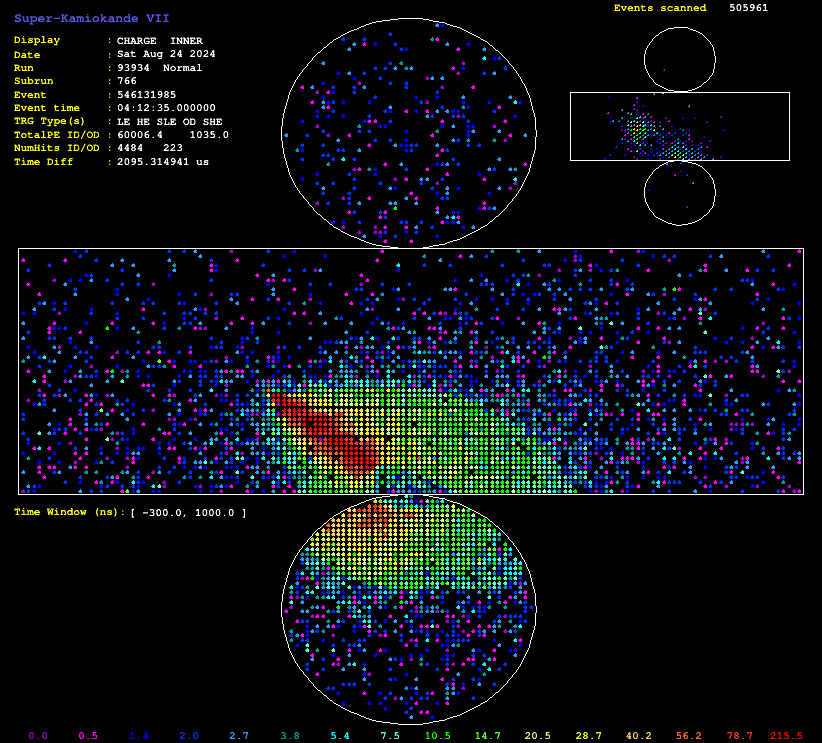 Super-Kamiokande VII
Events scanned 505961
Display : CHARGE INNER
Date : Sat Aug 24 2024
Run : 93934 Normal
Subrun : 766
Event : 546131985
Event time : 04:12:35.000000
TRG Type(s) : LE HE SLE OD SHE
TotalPE ID/OD : 60006.4 1035.0
NumHits ID/OD : 4484 223
Time Diff : 2095.314941 us
Time Window (ns): [ -300.0, 1000.0 ]
0.0 0.5 1.4 2.0 2.7 3.8 5.4 7.5 10.5 14.7 20.5 28.7 40.2 56.2 78.7 215.5